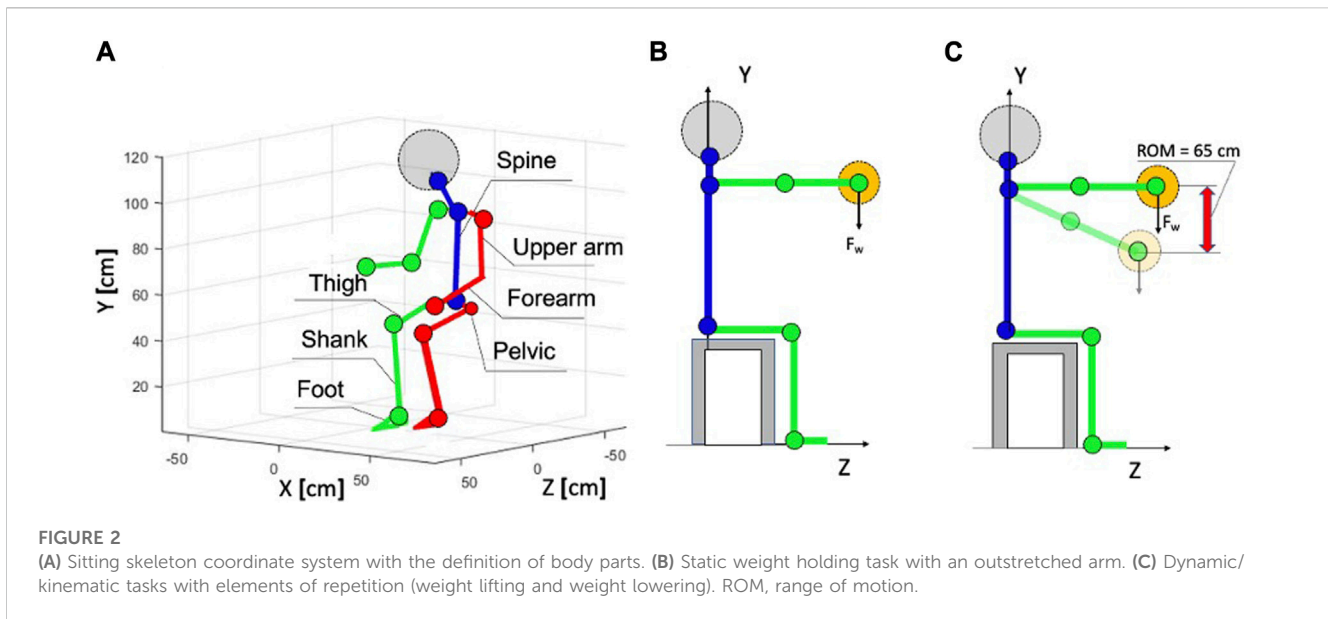 A
B
C
Y
Y
120
100
80
60
40
20
Y [cm]
Spine
Upper arm
Thigh
Forearm
Shank
Pelvic
Foot
-50
0
50
X [cm]
50
0
-50
Z [cm]
Fw
Z
ROM = 65 cm
Fw
Z
FIGURE 2
(A) Sitting skeleton coordinate system with the definition of body parts. (B) Static weight holding task with an outstretched arm. (C) Dynamic/
kinematic tasks with elements of repetition (weight lifting and weight lowering). ROM, range of motion.